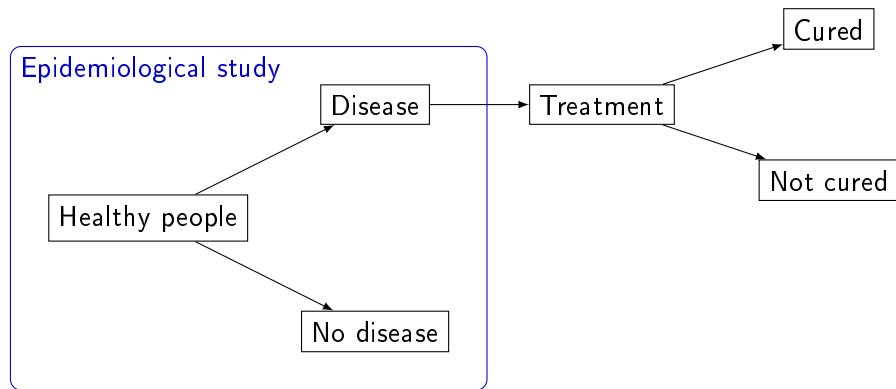 Cured
Epidemiological study
Disease
Treatment
Not cured
Healthy people
No disease